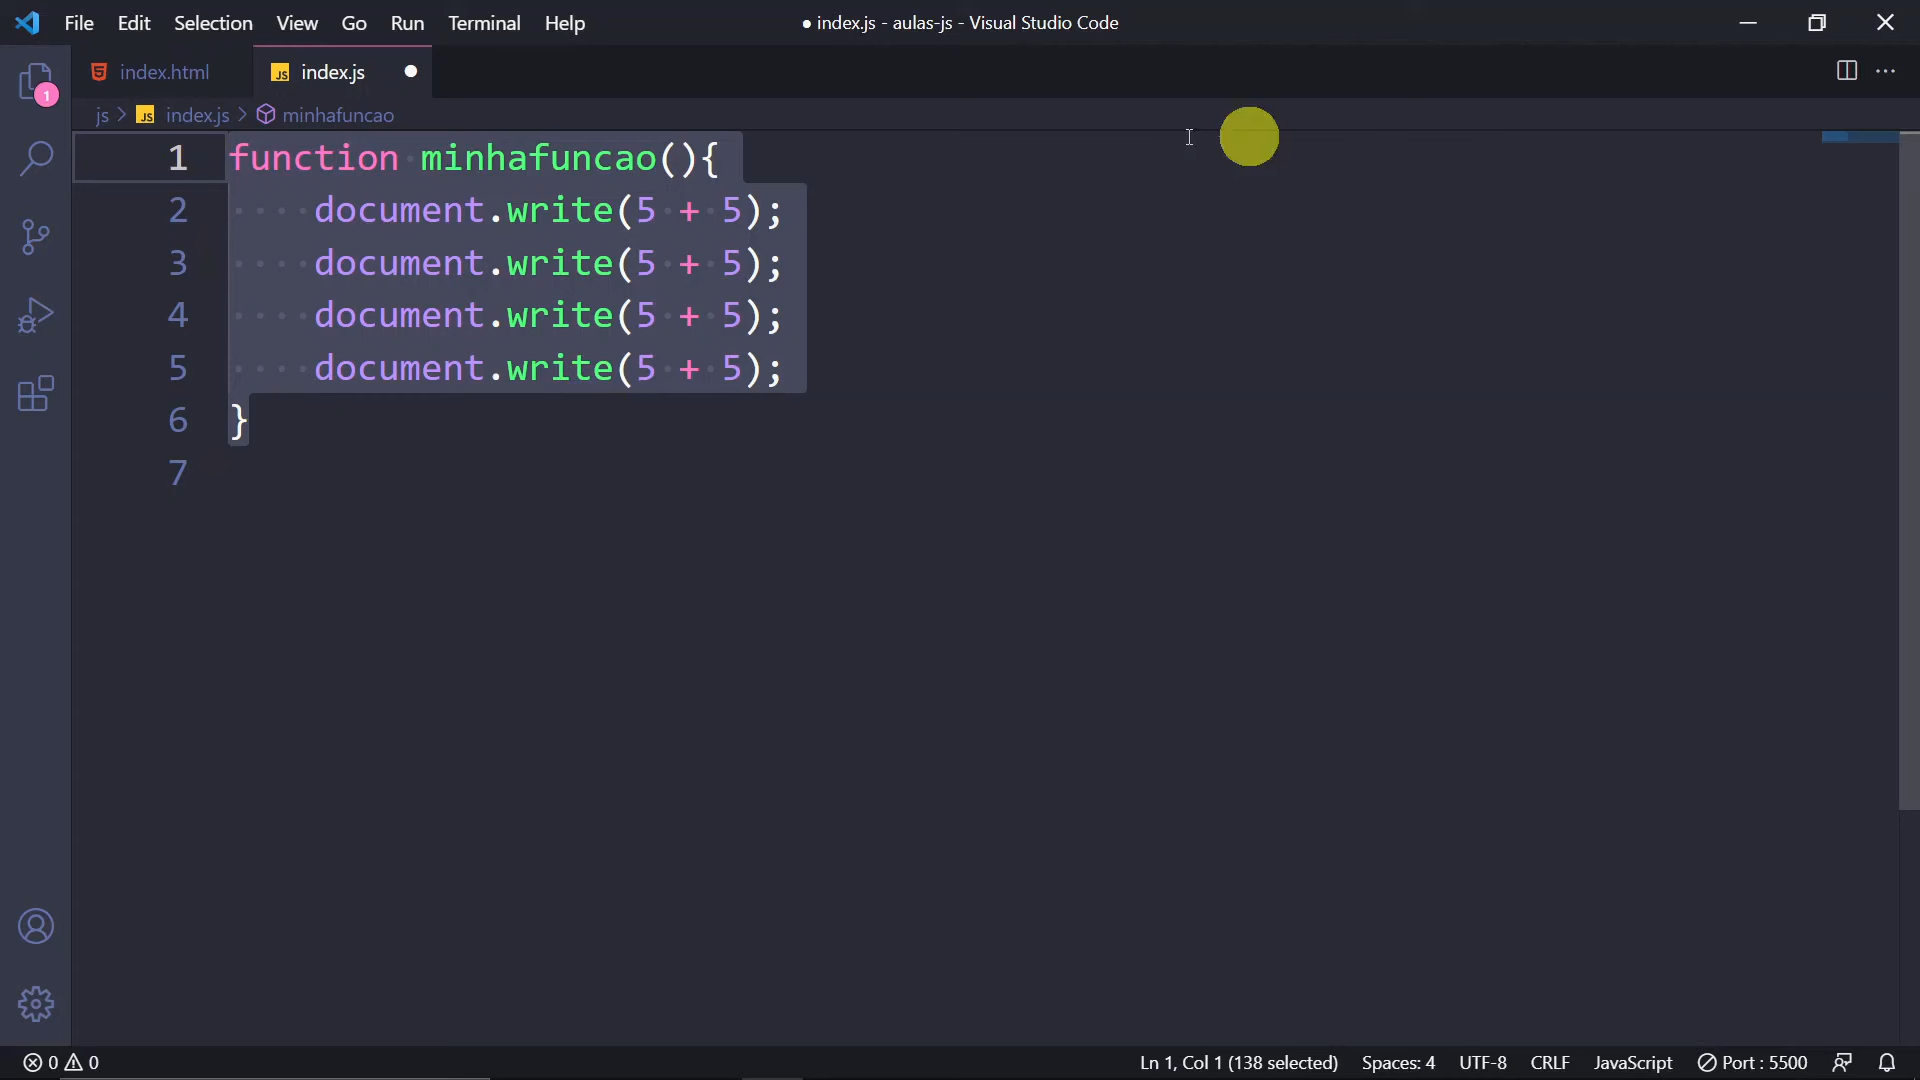 File Edit Selection View Go Run Terminal Help
● index.js - aulas-js - Visual Studio Code
index.html
JS index.js ●
1
js > JS index.js > minhafuncao
1 function minhafuncao(){
2 document.write(5 + 5);
3 document.write(5 + 5);
4 document.write(5 + 5);
5 document.write(5 + 5);
6 }
7
0 0
Ln 1, Col 1 (138 selected) Spaces: 4 UTF-8 CRLF JavaScript Port : 5500